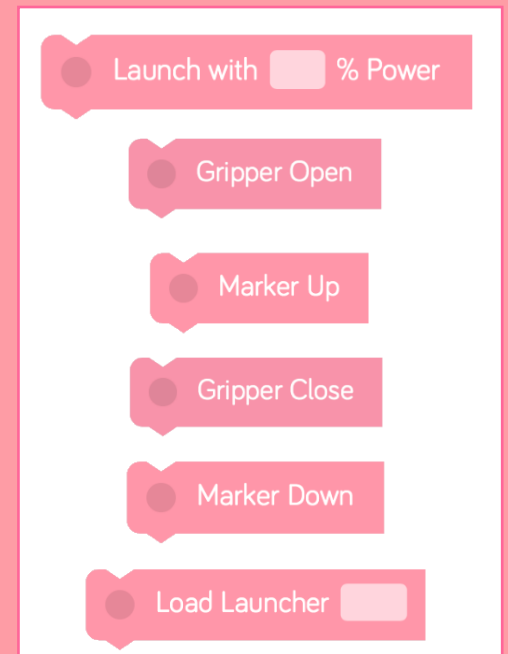 Launch with % Power
Gripper Open
Marker Up
Gripper Close
Marker Down
Load Launcher